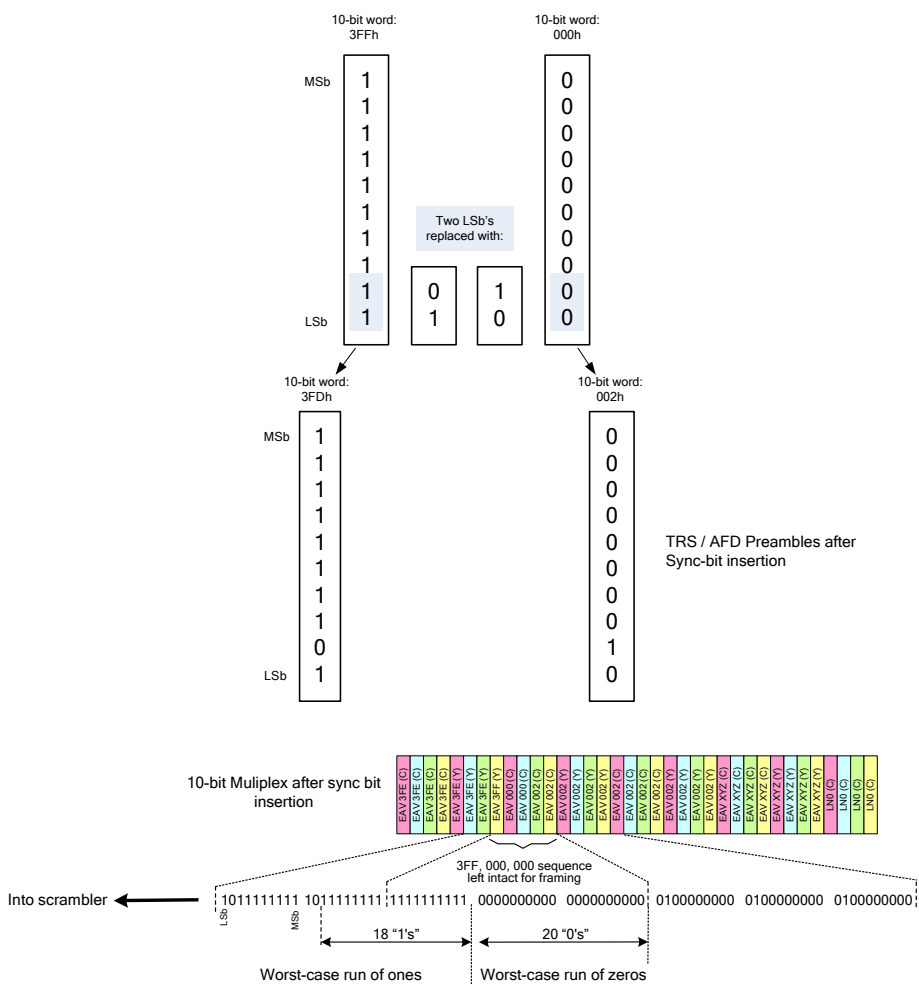 10-bit word:
3FFh
10-bit word:
000h
MSb
1
1
1
1
1
1
1
1
1
1
LSb
Two LSb's
replaced with:
0
1
1
0
0
0
0
0
0
0
0
0
0
0
10-bit word:
3FDh
10-bit word:
002h
MSb
1
1
1
1
1
1
1
1
0
1
LSb
0
0
0
0
0
0
0
0
1
0
TRS / AFD Preambles after
Sync-bit insertion
10-bit Muliplex after sync bit
insertion
EAV 3FE (C)
EAV 3FE (C)
EAV 3FE (C)
EAV 3FE (C)
EAV 3FE (Y)
EAV 3FE (Y)
EAV 3FE (Y)
EAV 3FF (Y)
EAV 000 (C)
EAV 000 (C)
EAV 002 (C)
EAV 002 (C)
EAV 002 (Y)
EAV 002 (Y)
EAV 002 (Y)
EAV 002 (Y)
EAV 002 (C)
EAV 002 (C)
EAV 002 (C)
EAV 002 (C)
EAV 002 (Y)
EAV 002 (Y)
EAV 002 (Y)
EAV 002 (Y)
EAV XYZ (C)
EAV XYZ (C)
EAV XYZ (C)
EAV XYZ (C)
EAV XYZ (Y)
EAV XYZ (Y)
EAV XYZ (Y)
EAV XYZ (Y)
LN0 (C)
LN0 (C)
LN0 (C)
LN0 (C)
3FF, 000, 000 sequence
left intact for framing
Into scrambler
1011111111 1011111111 1111111111 0000000000 0000000000 0100000000 0100000000 0100000000
LSb
MSb
18 "1's"
20 "0's"
Worst-case run of ones
Worst-case run of zeros